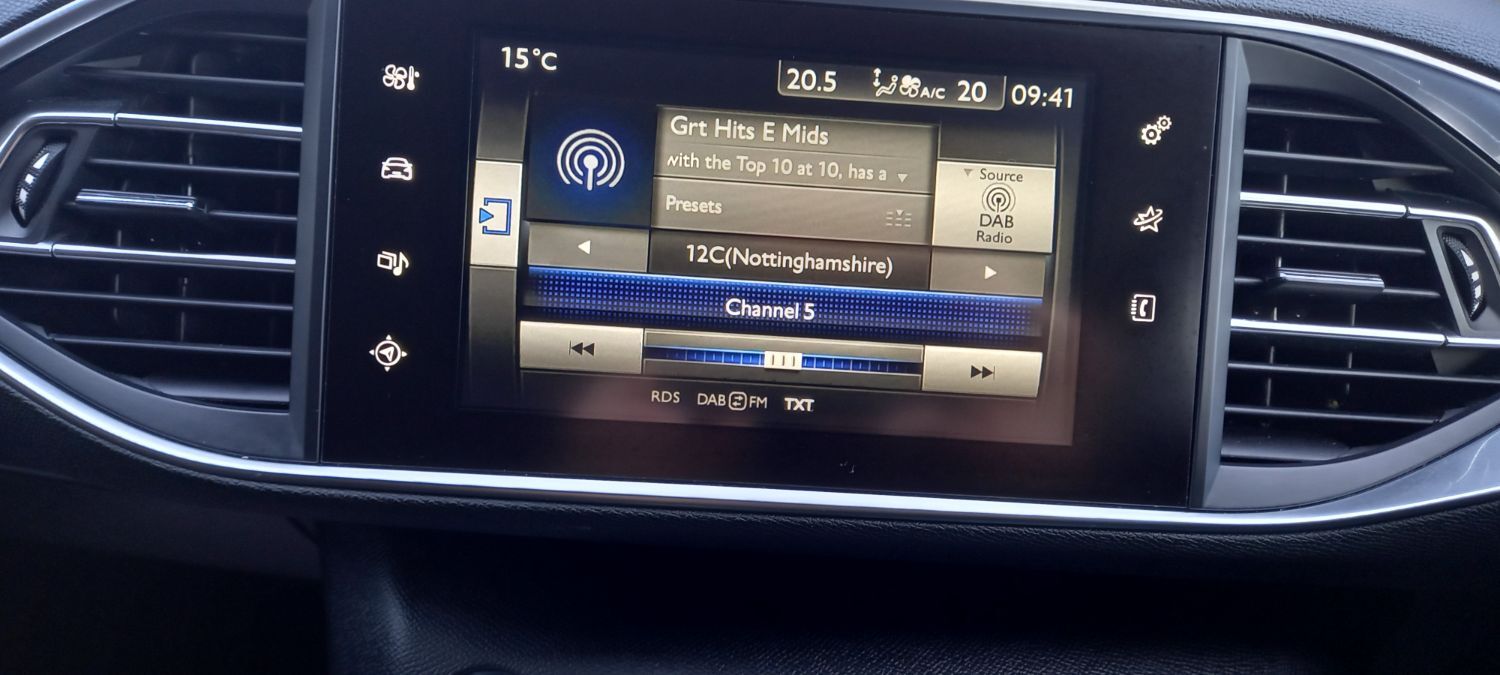 15°C
20.5 A/C 20 09:41
Grt Hits E Mids
with the Top 10 at 10, has a
Presets
Source
DAB
Radio
12C(Nottinghamshire)
Channel 5
RDS DAB FM TXT